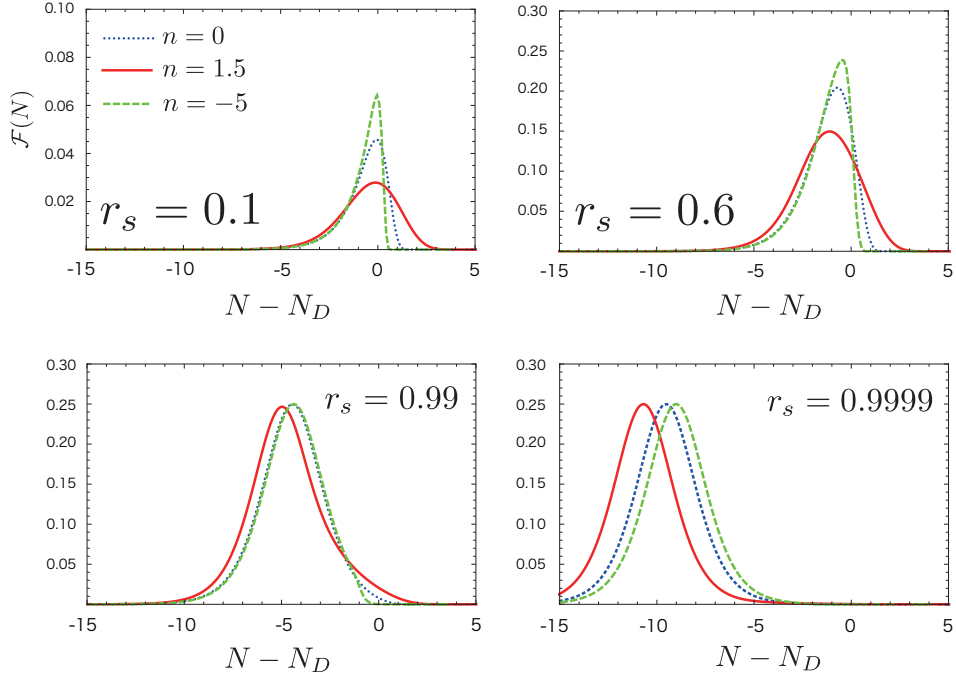 0.10
0.08
0.06
0.04
0.02
F(N)
n = 0
n = 1.5
n = −5
r_s = 0.1
-15 -10 -5 0 5
N − N_D
0.30
0.25
0.20
0.15
0.10
0.05
r_s = 0.6
-15 -10 -5 0 5
N − N_D
0.30
0.25
0.20
0.15
0.10
0.05
r_s = 0.99
-15 -10 -5 0 5
N − N_D
0.30
0.25
0.20
0.15
0.10
0.05
r_s = 0.9999
-15 -10 -5 0 5
N − N_D